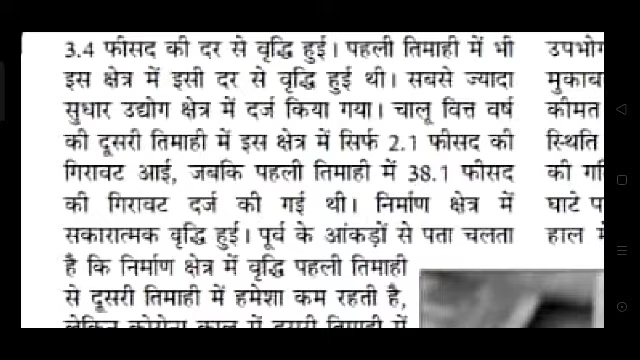 3.4 फीसद की दर से वृद्धि हुई। पहली तिमाही में भी
इस क्षेत्र में इसी दर से वृद्धि हुई थी। सबसे ज्यादा
सुधार उद्योग क्षेत्र में दर्ज किया गया। चालू वित्त वर्ष
की दूसरी तिमाही में इस क्षेत्र में सिर्फ 2.1 फीसद की
गिरावट आई, जबकि पहली तिमाही में 38.1 फीसद
की गिरावट दर्ज की गई थी। निर्माण क्षेत्र में
सकारात्मक वृद्धि हुई। पूर्व के आंकड़ों से पता चलता
है कि निर्माण क्षेत्र में वृद्धि पहली तिमाही
से दूसरी तिमाही में हमेशा कम रहती है,
लेकिन कोरोना काल में दूसरी तिमाही में
कीमत
स्थिति
की
घाटे
हाल